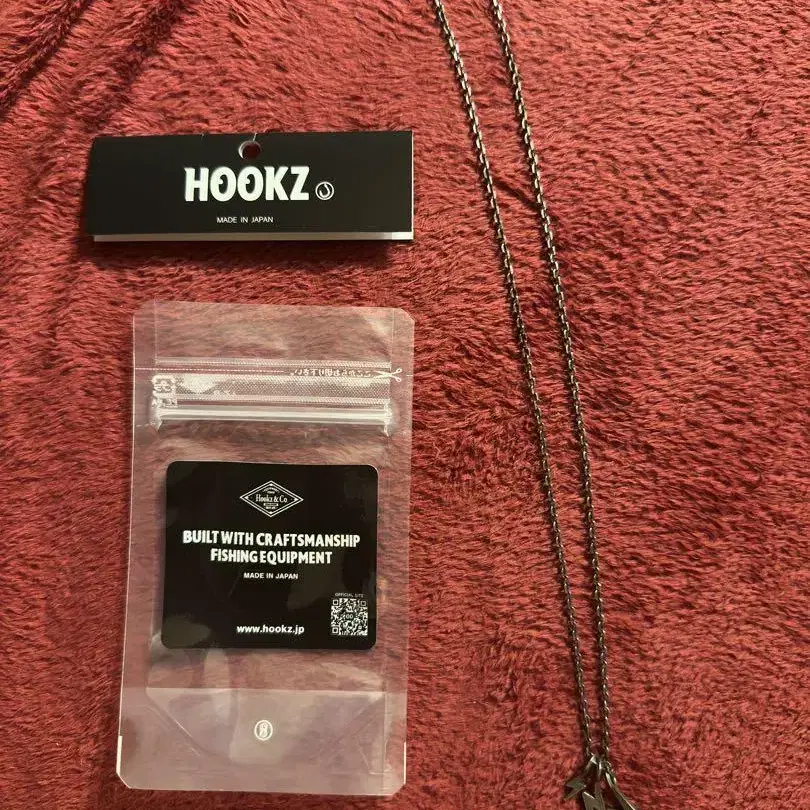 HOOKZ
MADE IN JAPAN
Hookz & Co.
BUILT WITH CRAFTSMANSHIP
FISHING EQUIPMENT
MADE IN JAPAN
OFFICIAL SITE
www.hookz.jp